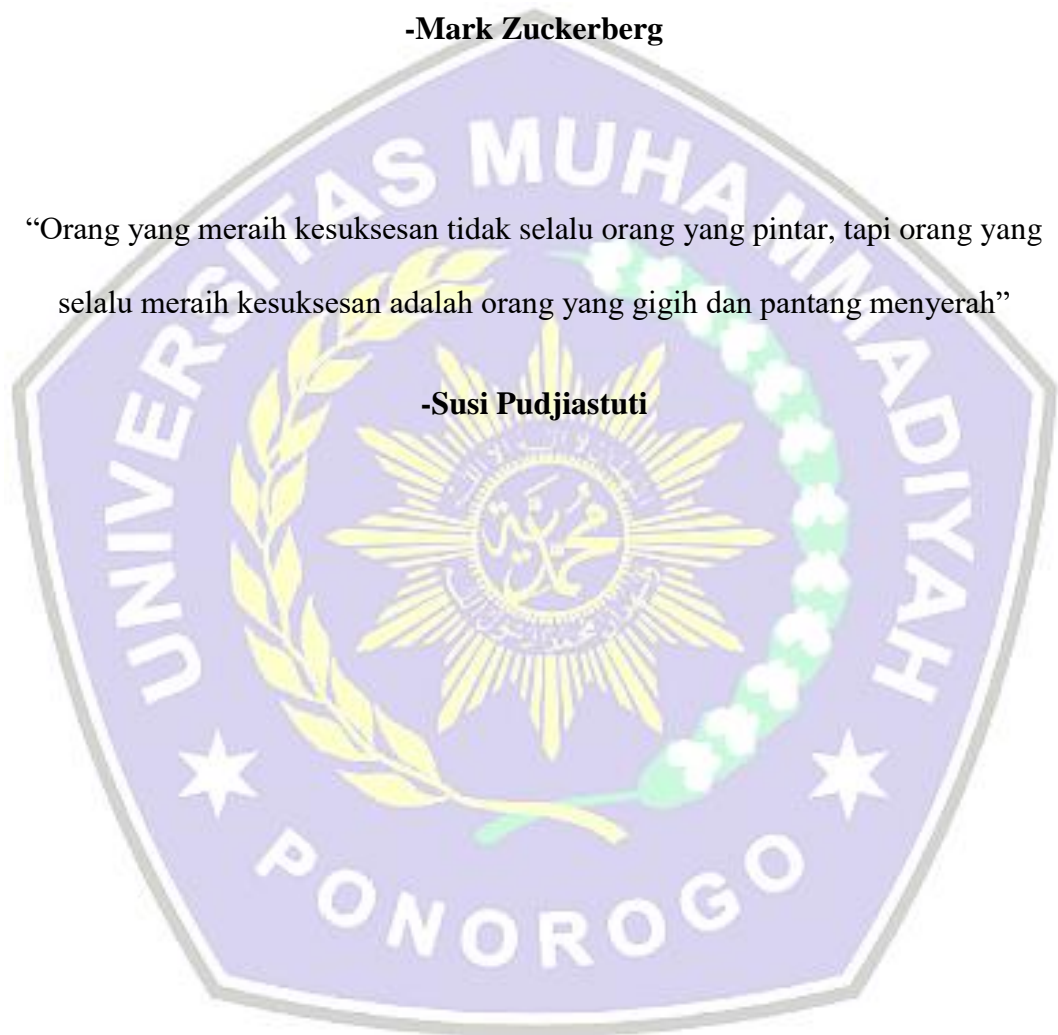 -Mark Zuckerberg
UNIVERSITAS MUHAMMADIYAH
“Orang yang meraih kesuksesan tidak selalu orang yang pintar, tapi orang yang
selalu meraih kesuksesan adalah orang yang gigih dan pantang menyerah”
-Susi Pudjiastuti
PONOROGO